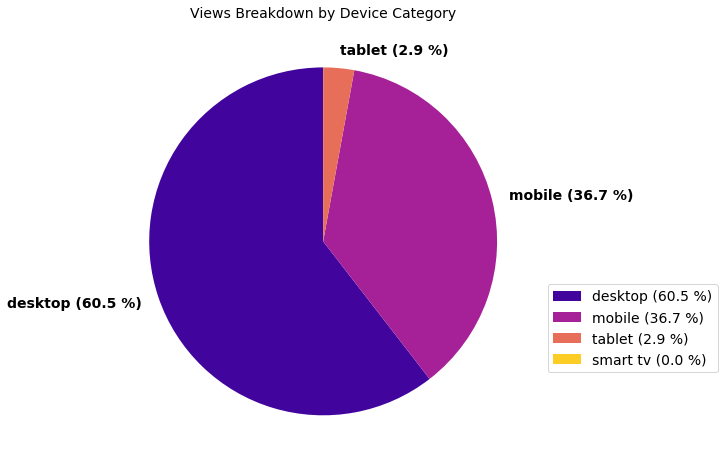 Views Breakdown by Device Category
tablet (2.9 %)
mobile (36.7 %)
desktop (60.5 %)
desktop (60.5 %)
mobile (36.7 %)
tablet (2.9 %)
smart tv (0.0 %)